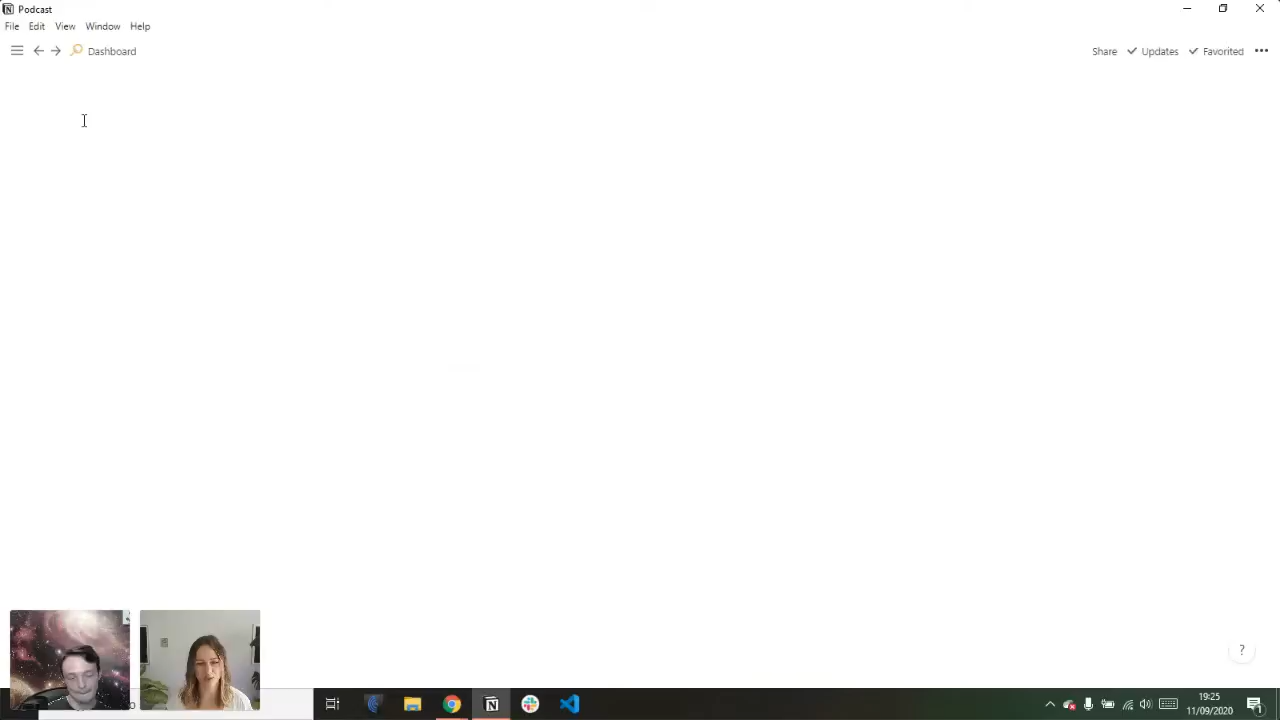 Podcast
File Edit View Window Help
Dashboard
Share Updates Favorited
?
19:25
11/09/2020